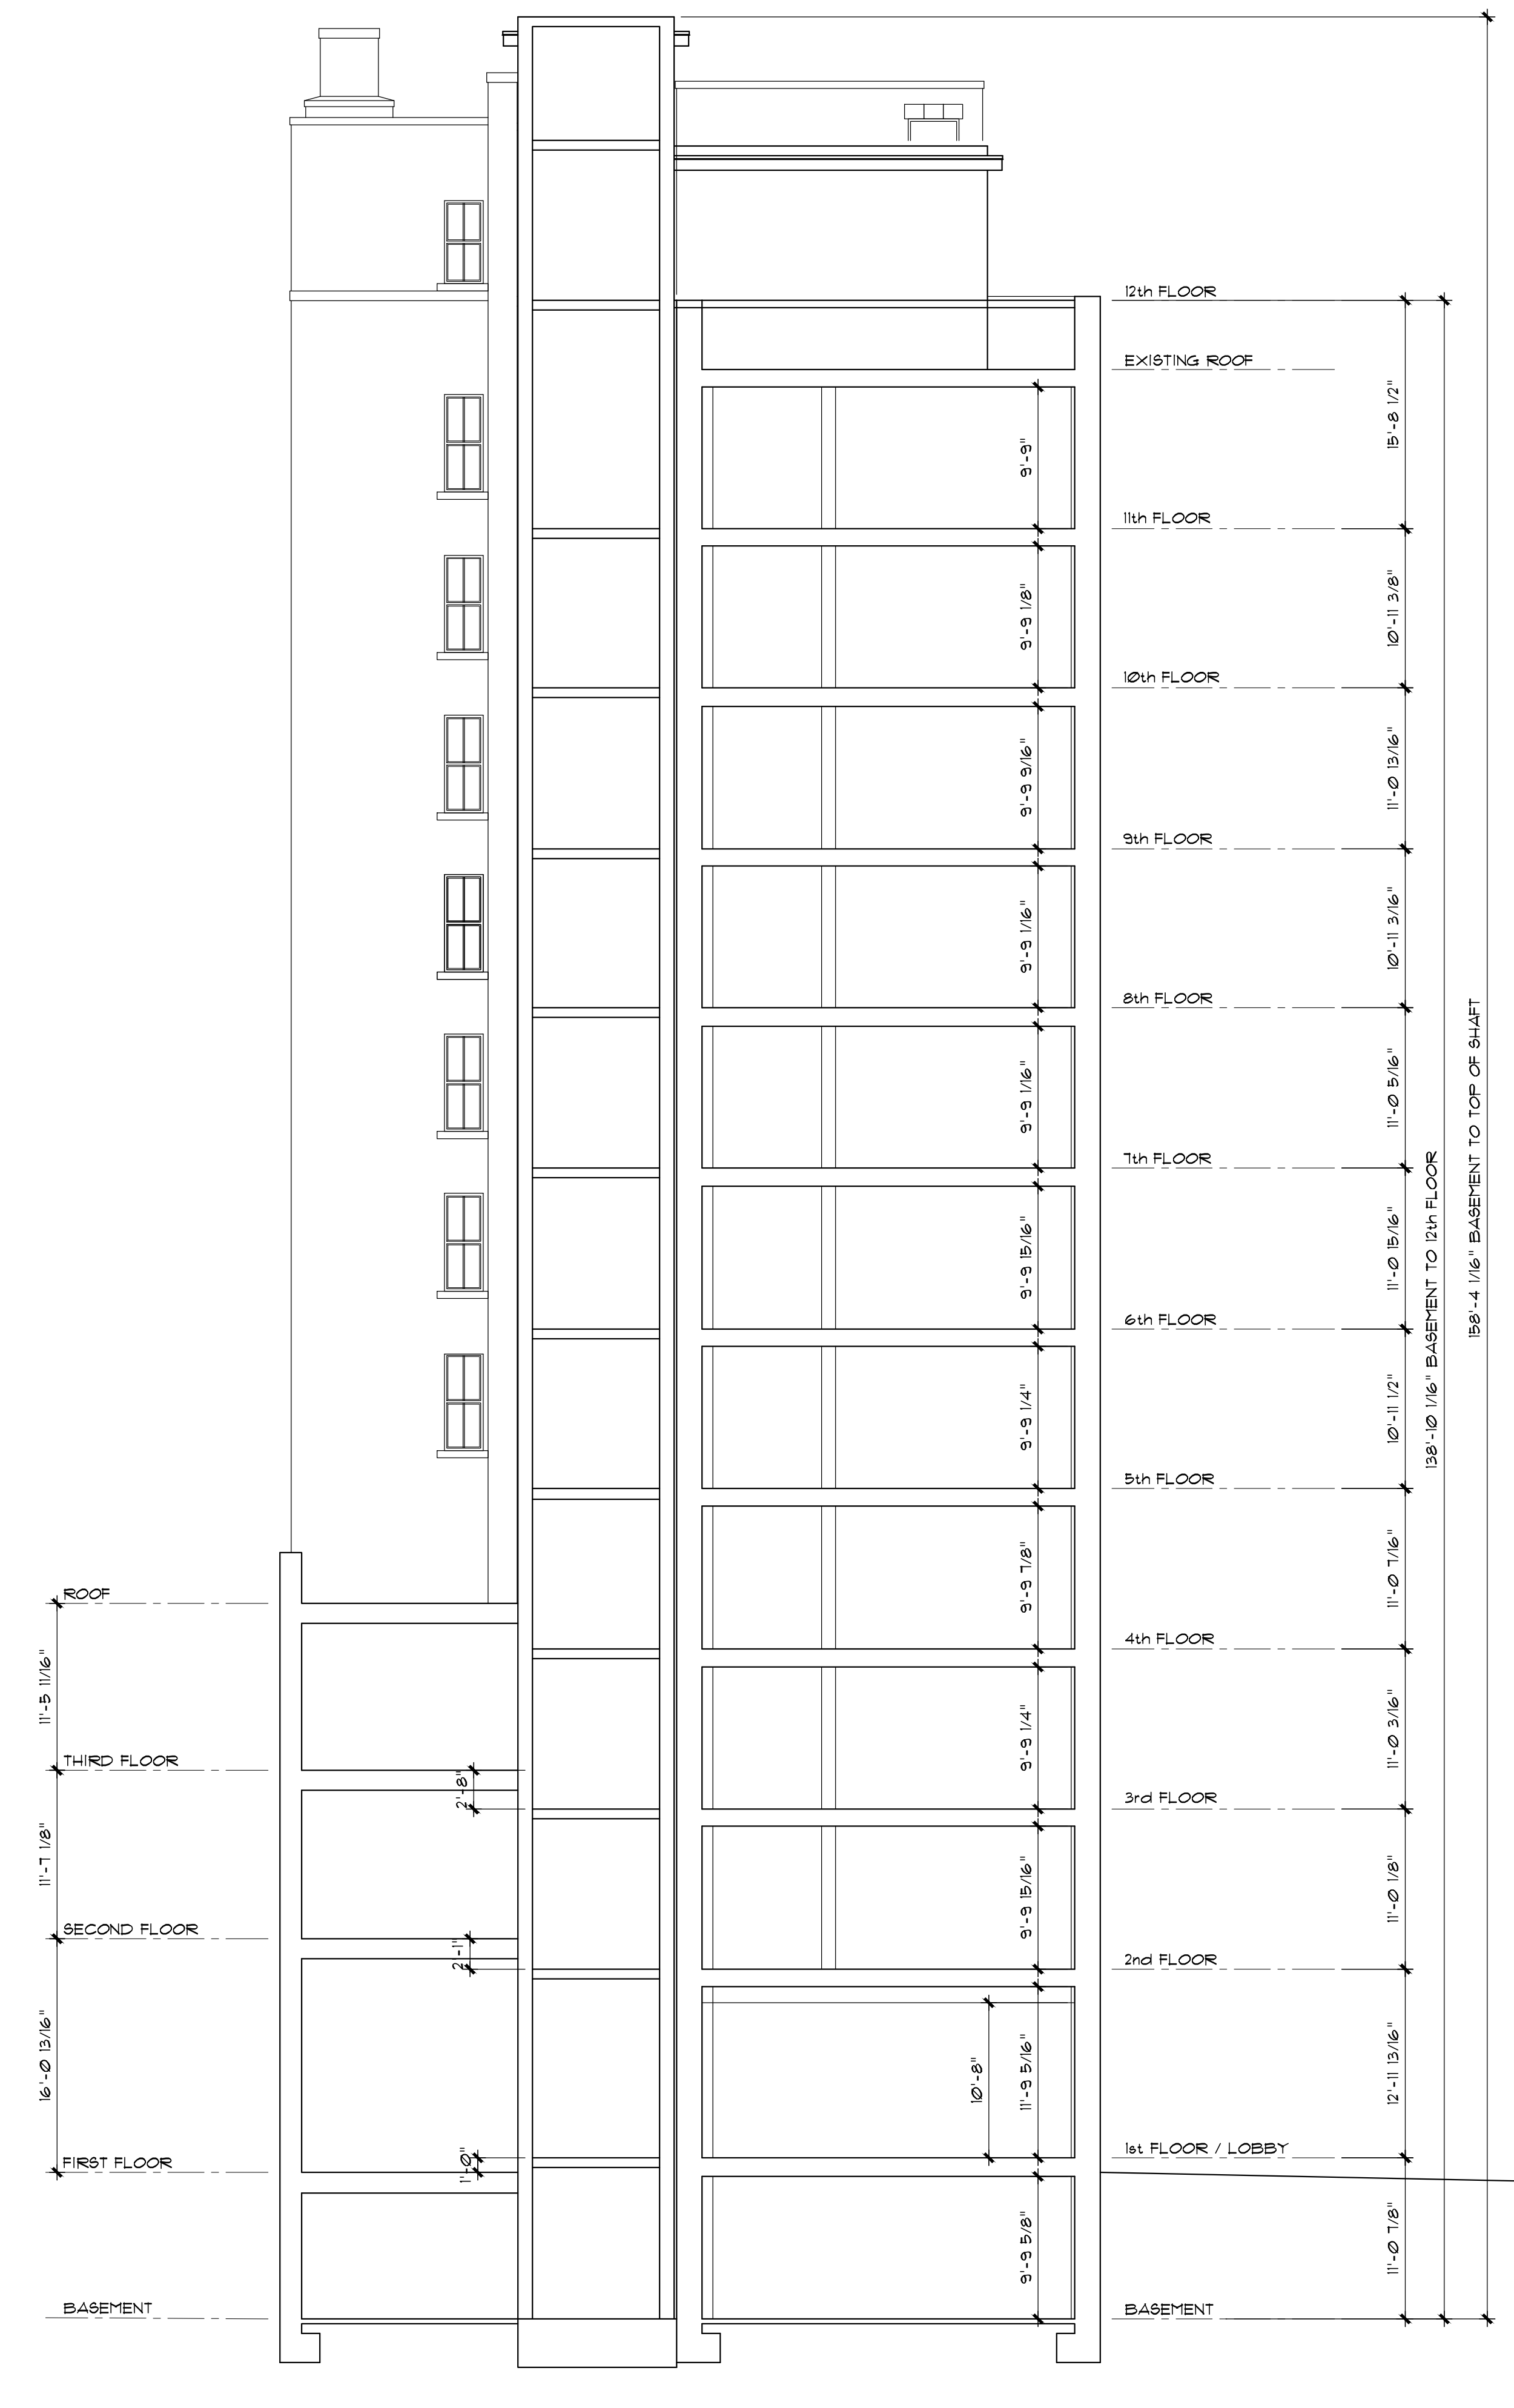 12th FLOOR
EXISTING ROOF
15'-8 1/2"
9'-9"
11th FLOOR
9'-9 1/8"
10'-11 3/8"
10th FLOOR
9'-9 9/16"
11'-0 13/16"
9th FLOOR
9'-9 1/16"
10'-11 3/16"
8th FLOOR
9'-9 1/16"
11'-0 5/16"
7th FLOOR
9'-9 15/16"
11'-0 15/16"
6th FLOOR
9'-9 1/4"
10'-11 1/2"
5th FLOOR
9'-9 7/8"
11'-0 7/16"
4th FLOOR
9'-9 1/4"
11'-0 3/16"
3rd FLOOR
9'-9 15/16"
11'-0 1/8"
2nd FLOOR
10'-8"
11'-9 5/16"
12'-11 13/16"
1st FLOOR / LOBBY
9'-9 5/8"
11'-0 7/8"
BASEMENT
138'-10 1/16" BASEMENT TO 12th FLOOR
158'-4 1/16" BASEMENT TO TOP OF SHAFT
ROOF
11'-5 11/16"
THIRD FLOOR
2'-8"
11'-7 1/8"
SECOND FLOOR
2'-1"
16'-0 13/16"
FIRST FLOOR
1'-0"
BASEMENT